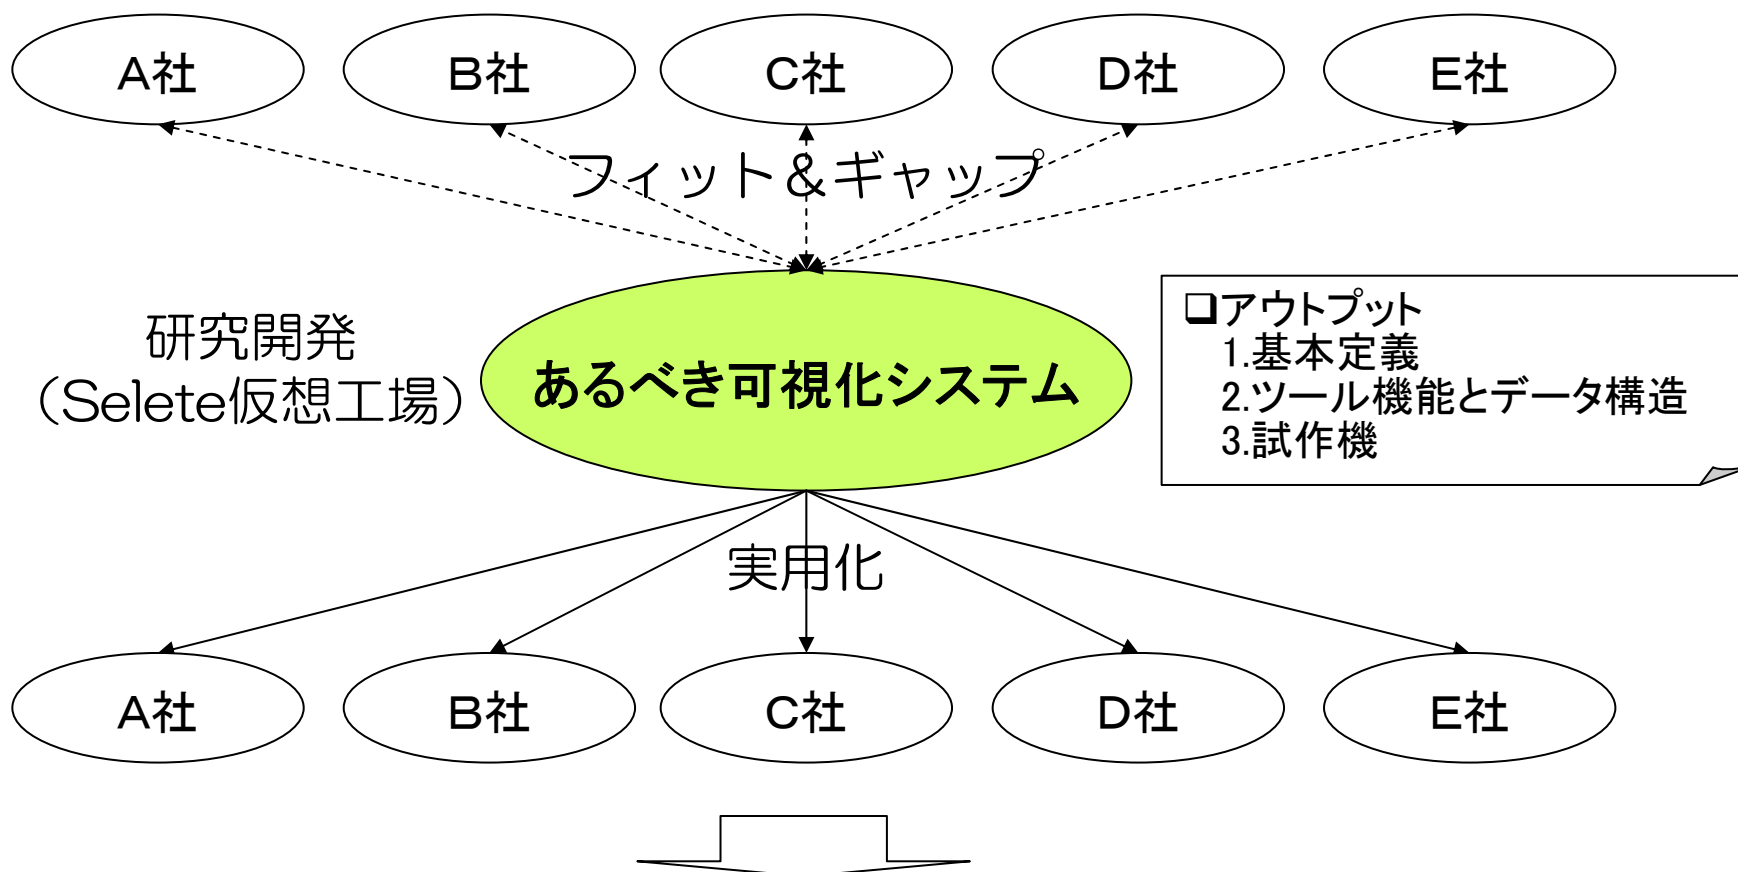 A社
B社
C社
D社
E社
フィット&ギャップ
研究開発
(Selete仮想工場)
あるべき可視化システム
❑アウトプット
1.基本定義
2.ツール機能とデータ構造
3.試作機
実用化
A社
B社
C社
D社
E社